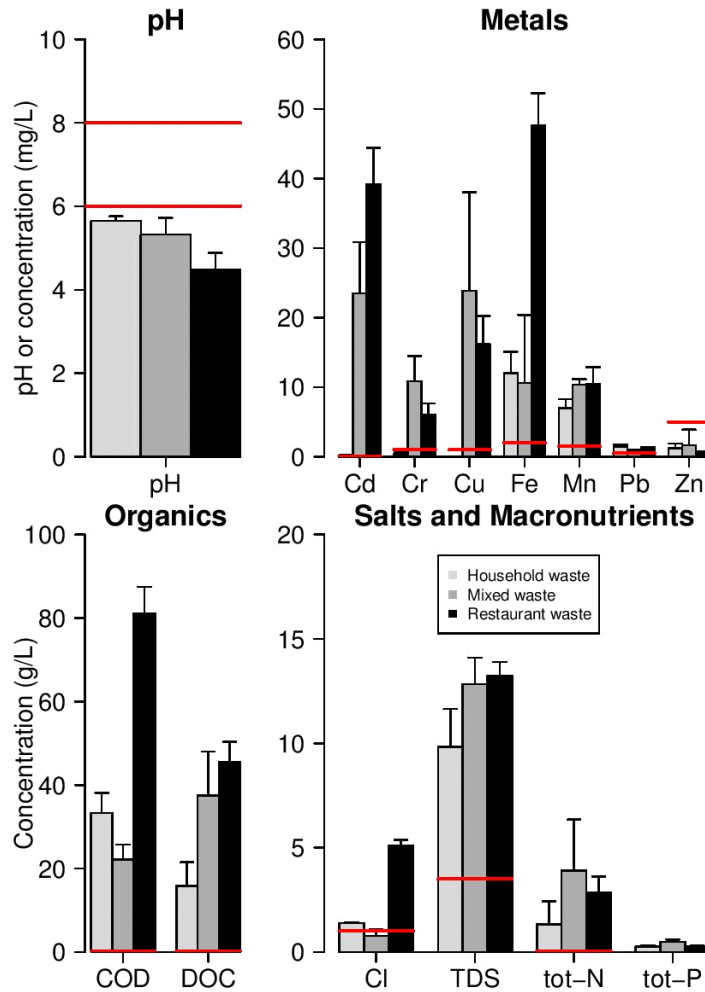 pH
pH or concentration (mg/L)
10
8
6
4
2
0
pH
Metals
60
50
40
30
20
10
0
Cd Cr Cu Fe Mn Pb Zn
Organics
Concentration (g/L)
100
80
60
40
20
0
COD DOC
Salts and Macronutrients
20
15
10
5
0
Household waste
Mixed waste
Restaurant waste
Cl TDS tot−N tot−P